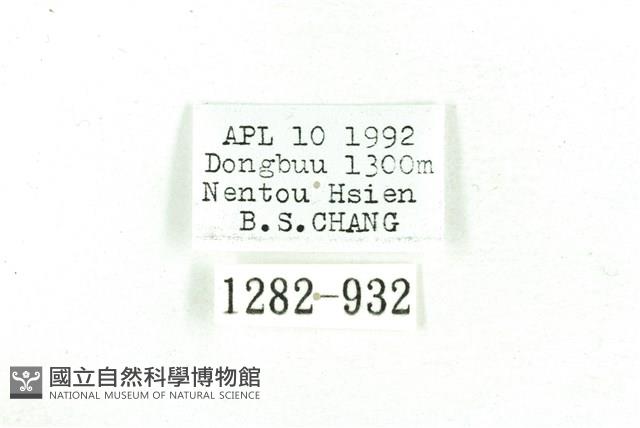 APL 10 1992
Dongbuu 1300m
Nentou Hsien
B.S.CHANG
1282-932
國立自然科學博物館
NATIONAL MUSEUM OF NATURAL SCIENCE